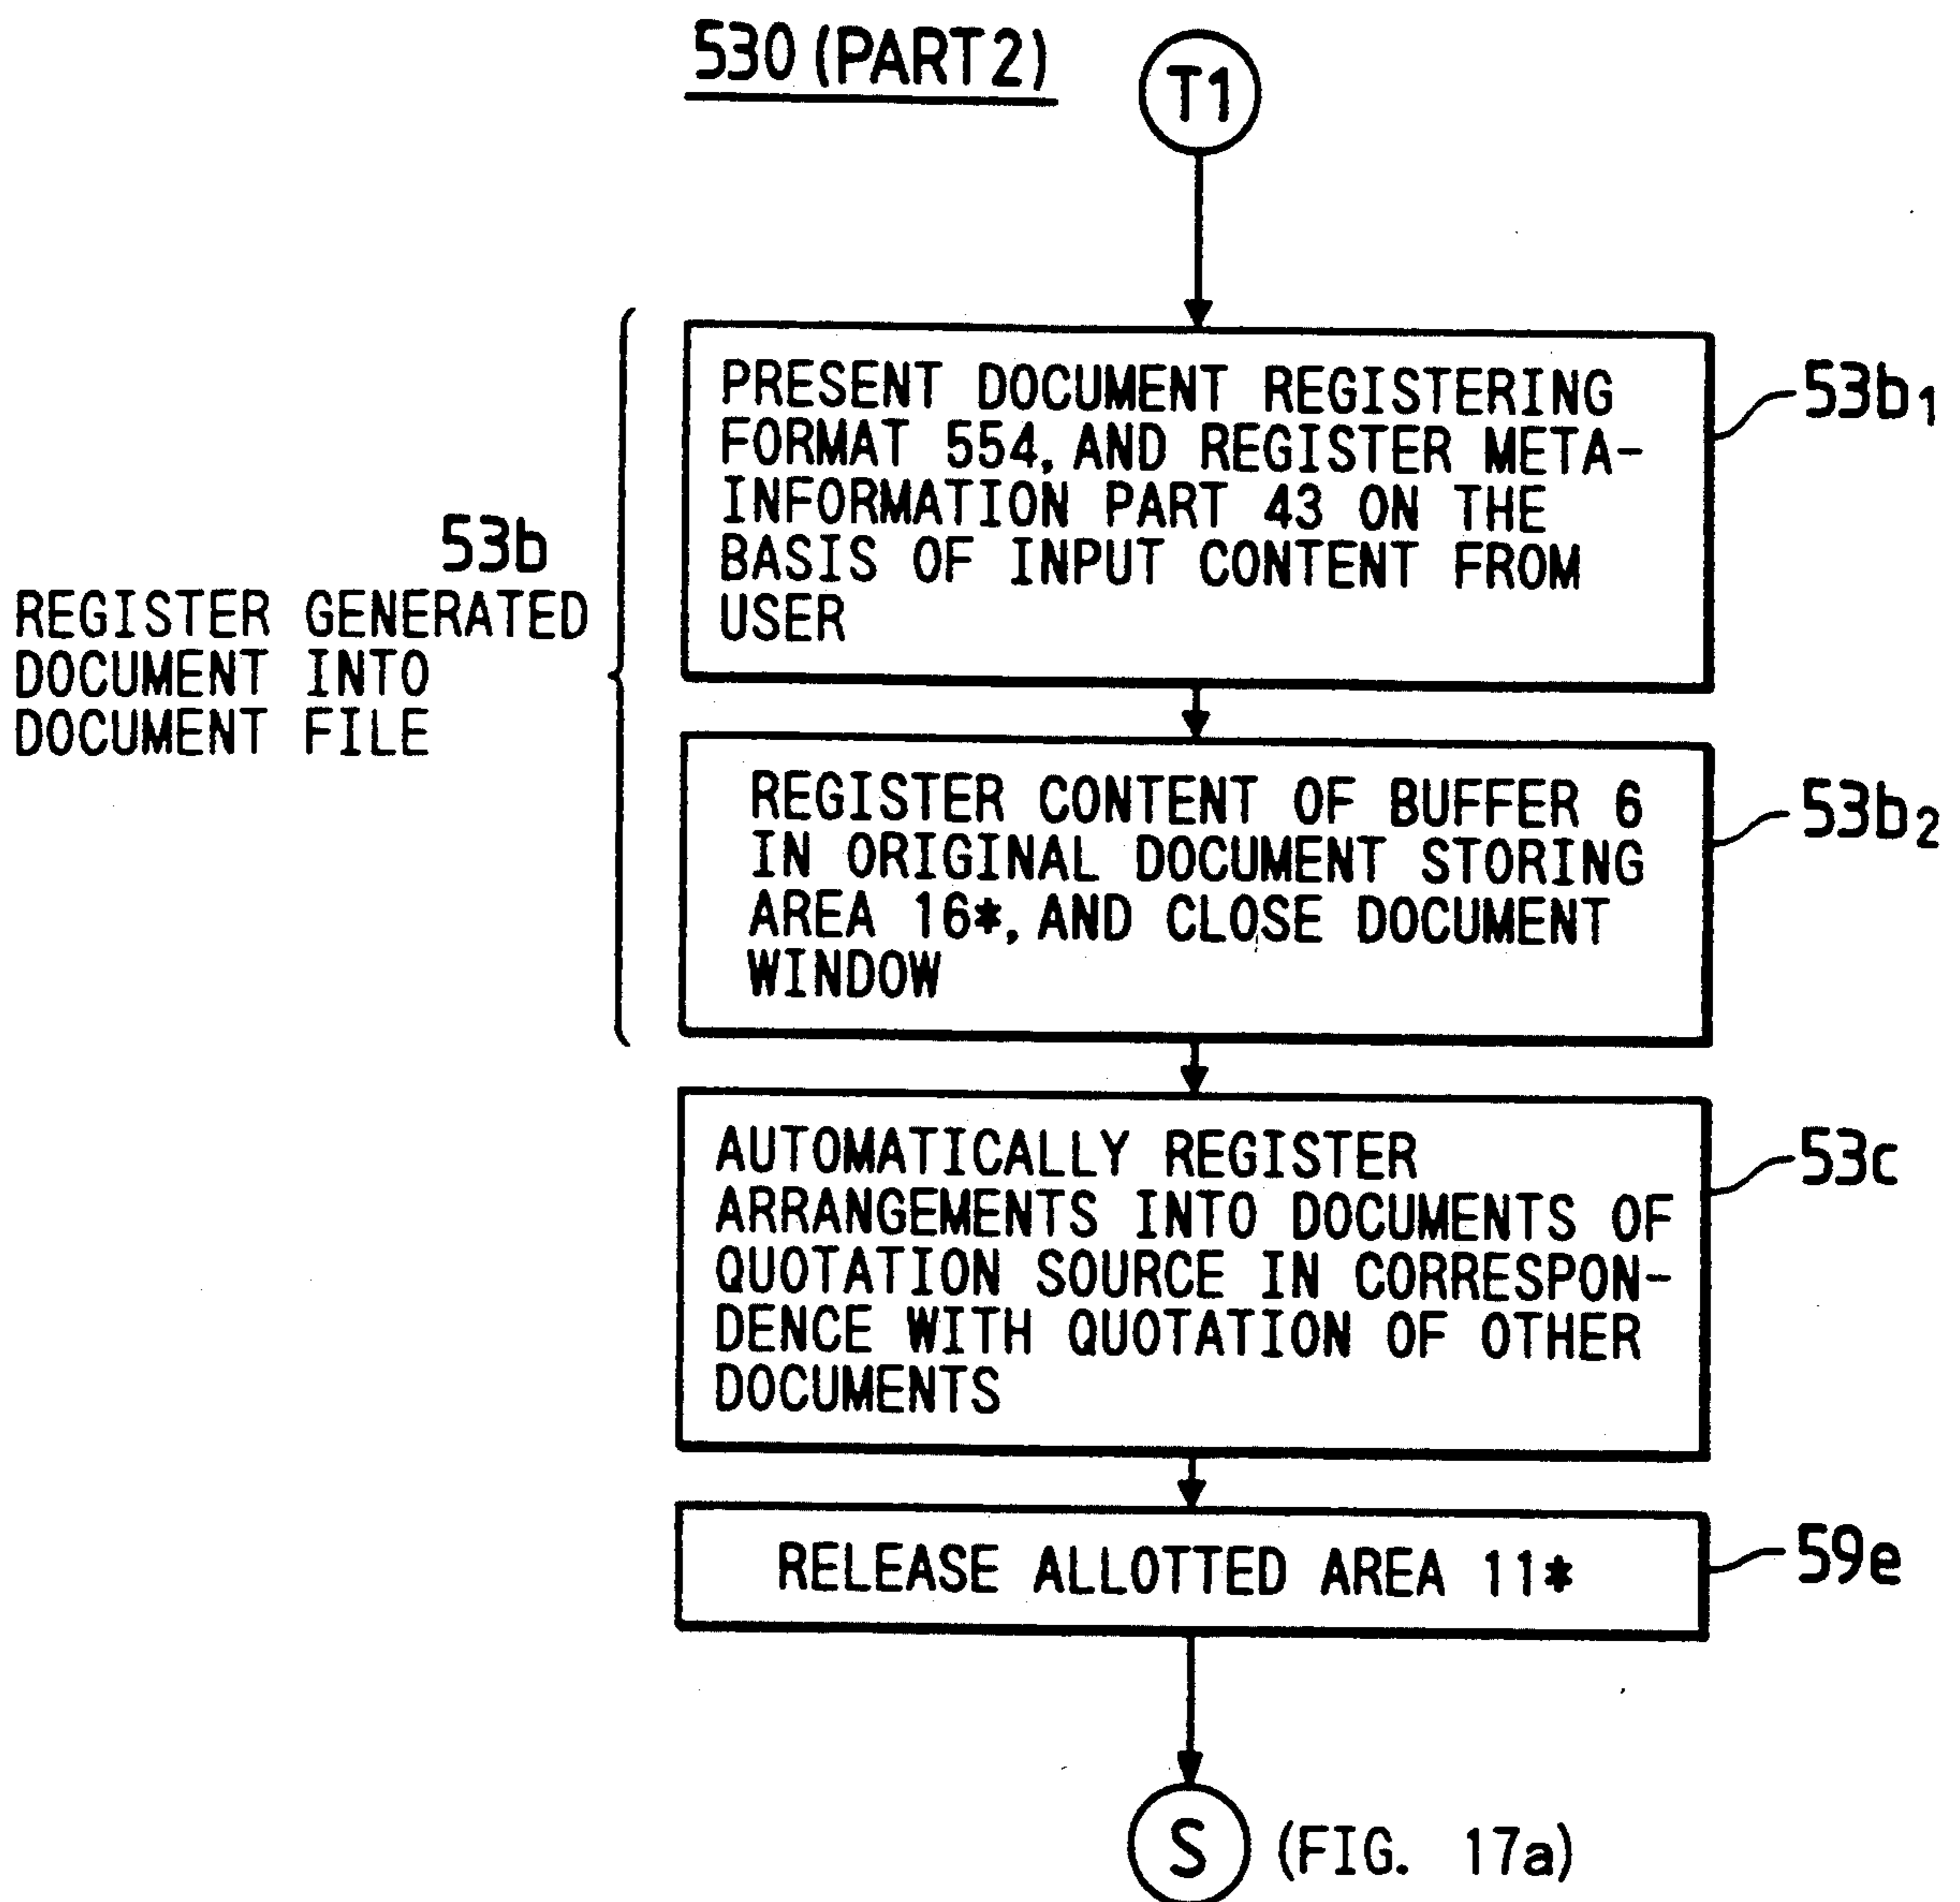 530 (PART 2)
T1
PRESENT DOCUMENT REGISTERING
FORMAT 554, AND REGISTER META-
INFORMATION PART 43 ON THE
BASIS OF INPUT CONTENT FROM
USER
53b1
53b
REGISTER GENERATED
DOCUMENT INTO
DOCUMENT FILE
REGISTER CONTENT OF BUFFER 6
IN ORIGINAL DOCUMENT STORING
AREA 16*, AND CLOSE DOCUMENT
WINDOW
53b2
AUTOMATICALLY REGISTER
ARRANGEMENTS INTO DOCUMENTS OF
QUOTATION SOURCE IN CORRESPON-
DENCE WITH QUOTATION OF OTHER
DOCUMENTS
53c
RELEASE ALLOTTED AREA 11*
59e
S (FIG. 17a)